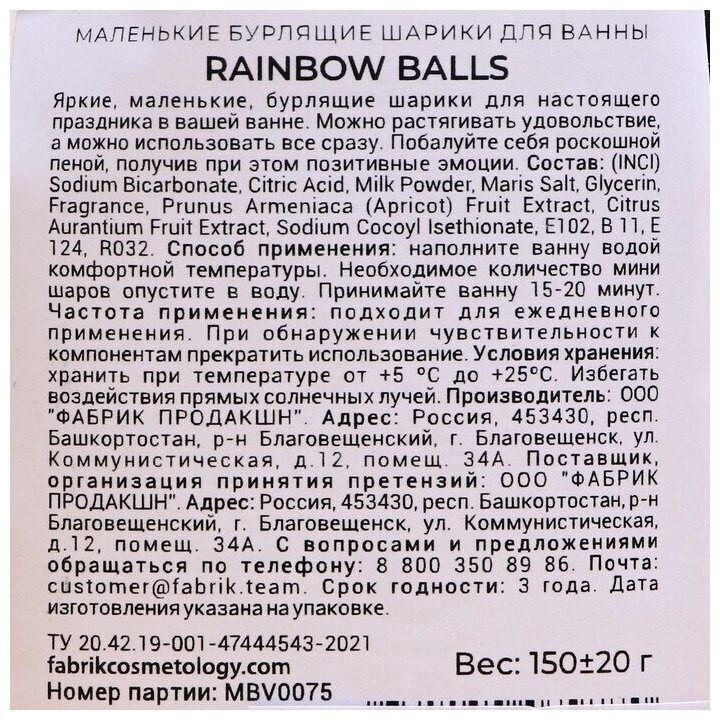 МАЛЕНЬКИЕ БУРЛЯЩИЕ ШАРИКИ ДЛЯ ВАННЫ
RAINBOW BALLS
Яркие, маленькие, бурлящие шарики для настоящего
праздника в вашей ванне. Можно растягивать удовольствие,
а можно использовать все сразу. Побалуйте себя роскошной
пеной, получив при этом позитивные эмоции. Состав: (INCI)
Sodium Bicarbonate, Citric Acid, Milk Powder, Maris Salt, Glycerin,
Fragrance, Prunus Armeniaca (Apricot) Fruit Extract, Citrus
Aurantium Fruit Extract, Sodium Cocoyl Isethionate, E102, B 11, E
124, R032. Способ применения: наполните ванну водой
комфортной температуры. Необходимое количество мини
шаров опустите в воду. Принимайте ванну 15-20 минут.
Частота применения: подходит для ежедневного
применения. При обнаружении чувствительности к
компонентам прекратить использование. Условия хранения:
хранить при температуре от +5 °С до +25°С. Избегать
воздействия прямых солнечных лучей. Производитель: ООО
"ФАБРИК ПРОДАКШН". Адрес: Россия, 453430, респ.
Башкортостан, р-н Благовещенский, г. Благовещенск, ул.
Коммунистическая, д.12, помещ. 34А. Поставщик,
организация принятия претензий: ООО "ФАБРИК
ПРОДАКШН". Адрес: Россия, 453430, респ. Башкортостан, р-н
Благовещенский, г. Благовещенск, ул. Коммунистическая,
д.12, помещ. 34А. С вопросами и предложениями
обращаться по телефону: 8 800 350 89 86. Почта:
customer@fabrik.team. Срок годности: 3 года. Дата
изготовления указана на упаковке.
ТУ 20.42.19-001-47444543-2021
fabrikcosmetology.com
Вес: 150±20 г
Номер партии: MBV0075